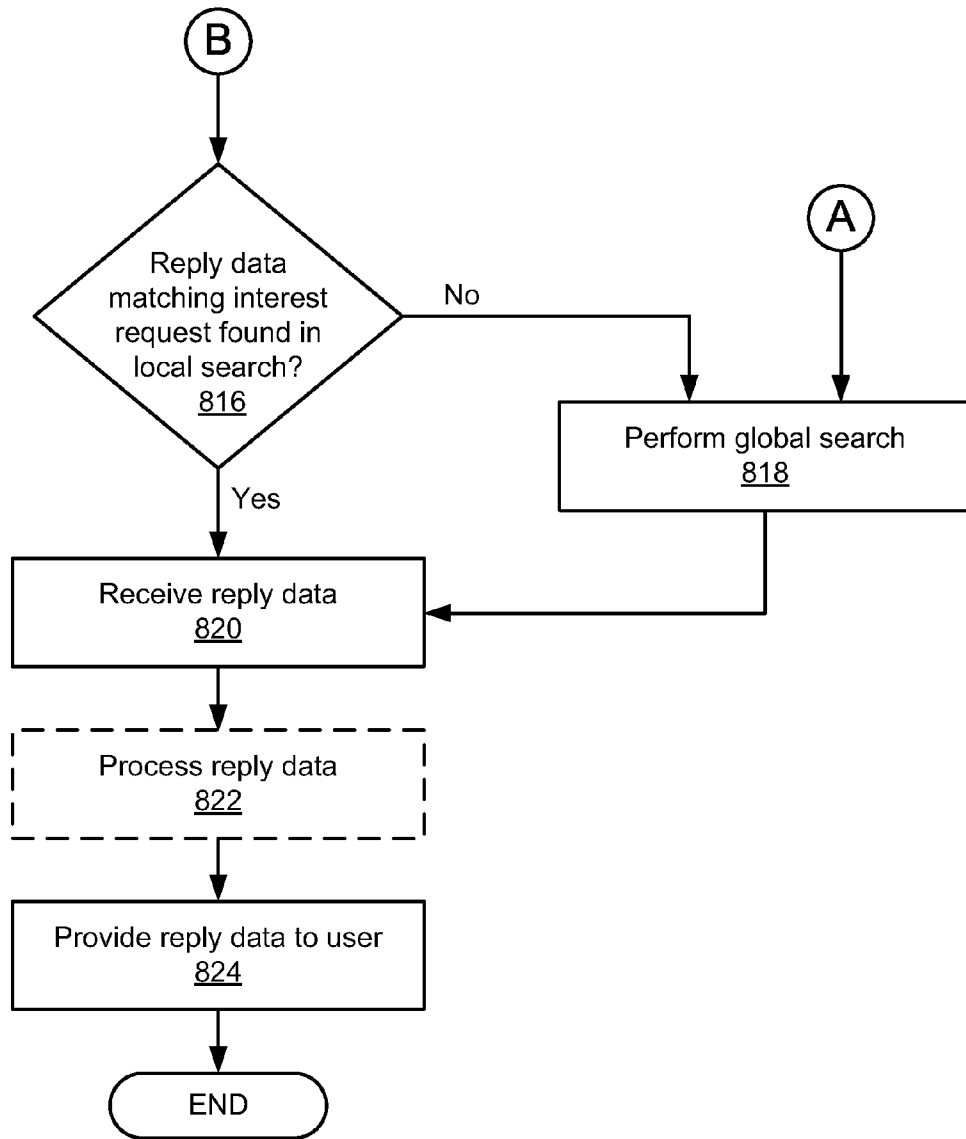 B
A
Reply data
matching interest
request found in
local search?
816
No
Yes
Perform global search
818
Receive reply data
820
Process reply data
822
Provide reply data to user
824
END